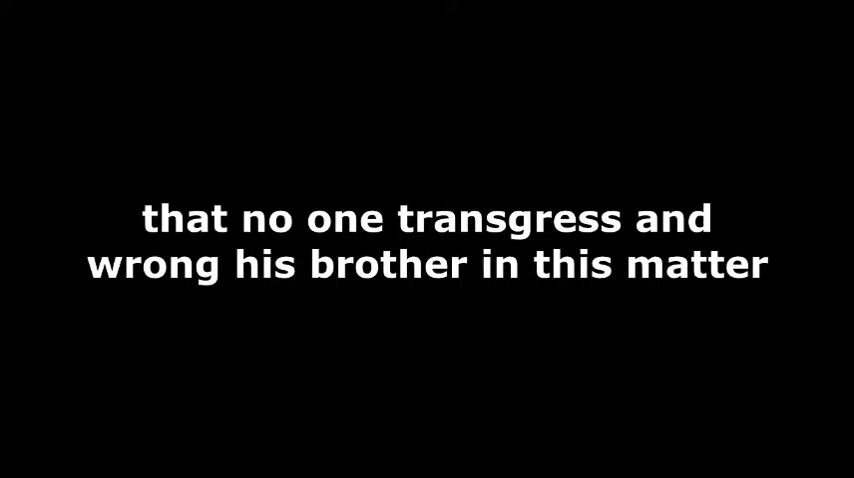 that no one transgress and
wrong his brother in this matter